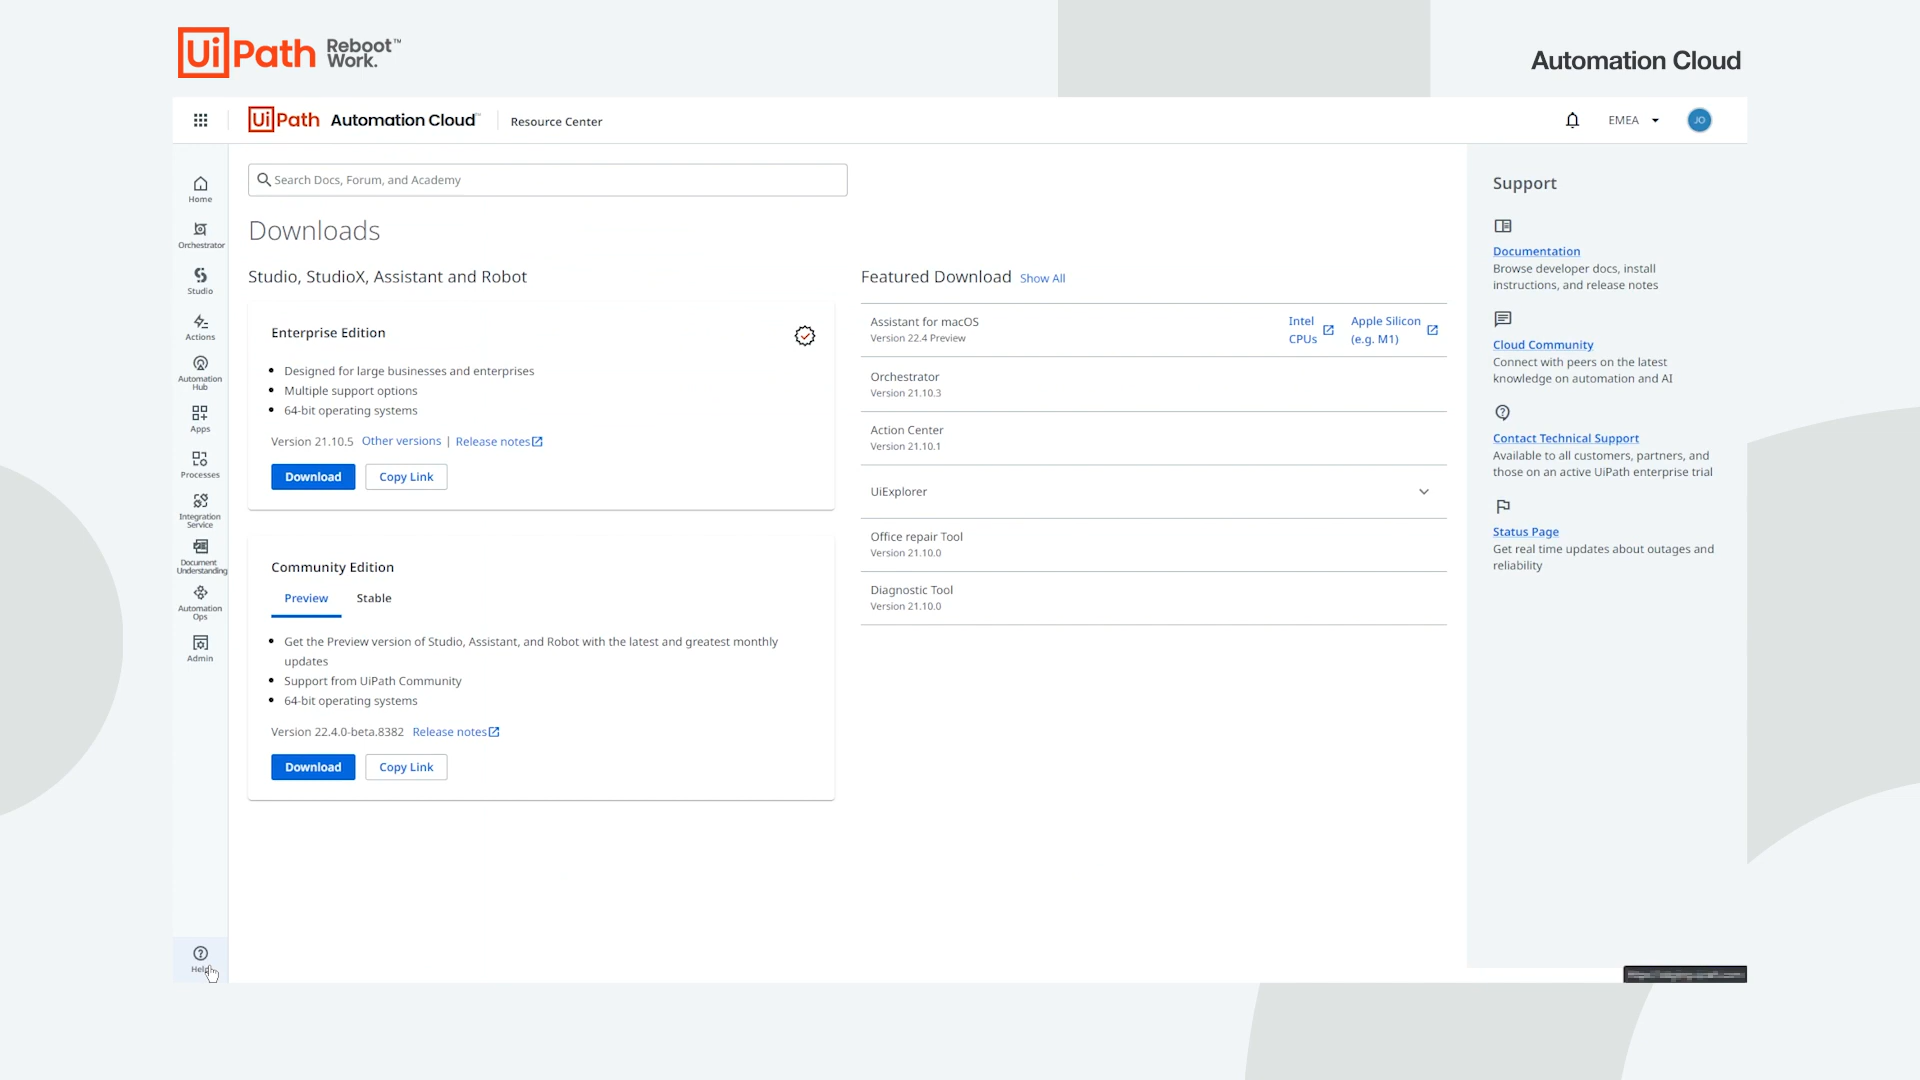 UiPath Reboot Work.™
Automation Cloud
UiPath Automation Cloud™ Resource Center
EMEA
JO
Home
Orchestrator
Studio
Actions
Automation
Hub
Apps
Processes
Integration
Service
Document
Understanding
Automation
Ops
Admin
Help
Search Docs, Forum, and Academy
Downloads
Studio, StudioX, Assistant and Robot
Enterprise Edition
Designed for large businesses and enterprises
Multiple support options
64-bit operating systems
Version 21.10.5 Other versions | Release notes
Download Copy Link
Community Edition
Preview Stable
Get the Preview version of Studio, Assistant, and Robot with the latest and greatest monthly
updates
Support from UiPath Community
64-bit operating systems
Version 22.4.0-beta.8382 Release notes
Download Copy Link
Featured Download Show All
Assistant for macOS
Version 22.4 Preview
Intel
CPUs
Apple Silicon
(e.g. M1)
Orchestrator
Version 21.10.3
Action Center
Version 21.10.1
UiExplorer
Office repair Tool
Version 21.10.0
Diagnostic Tool
Version 21.10.0
Support
Documentation
Browse developer docs, install
instructions, and release notes
Cloud Community
Connect with peers on the latest
knowledge on automation and AI
Contact Technical Support
Available to all customers, partners, and
those on an active UiPath enterprise trial
Status Page
Get real time updates about outages and
reliability